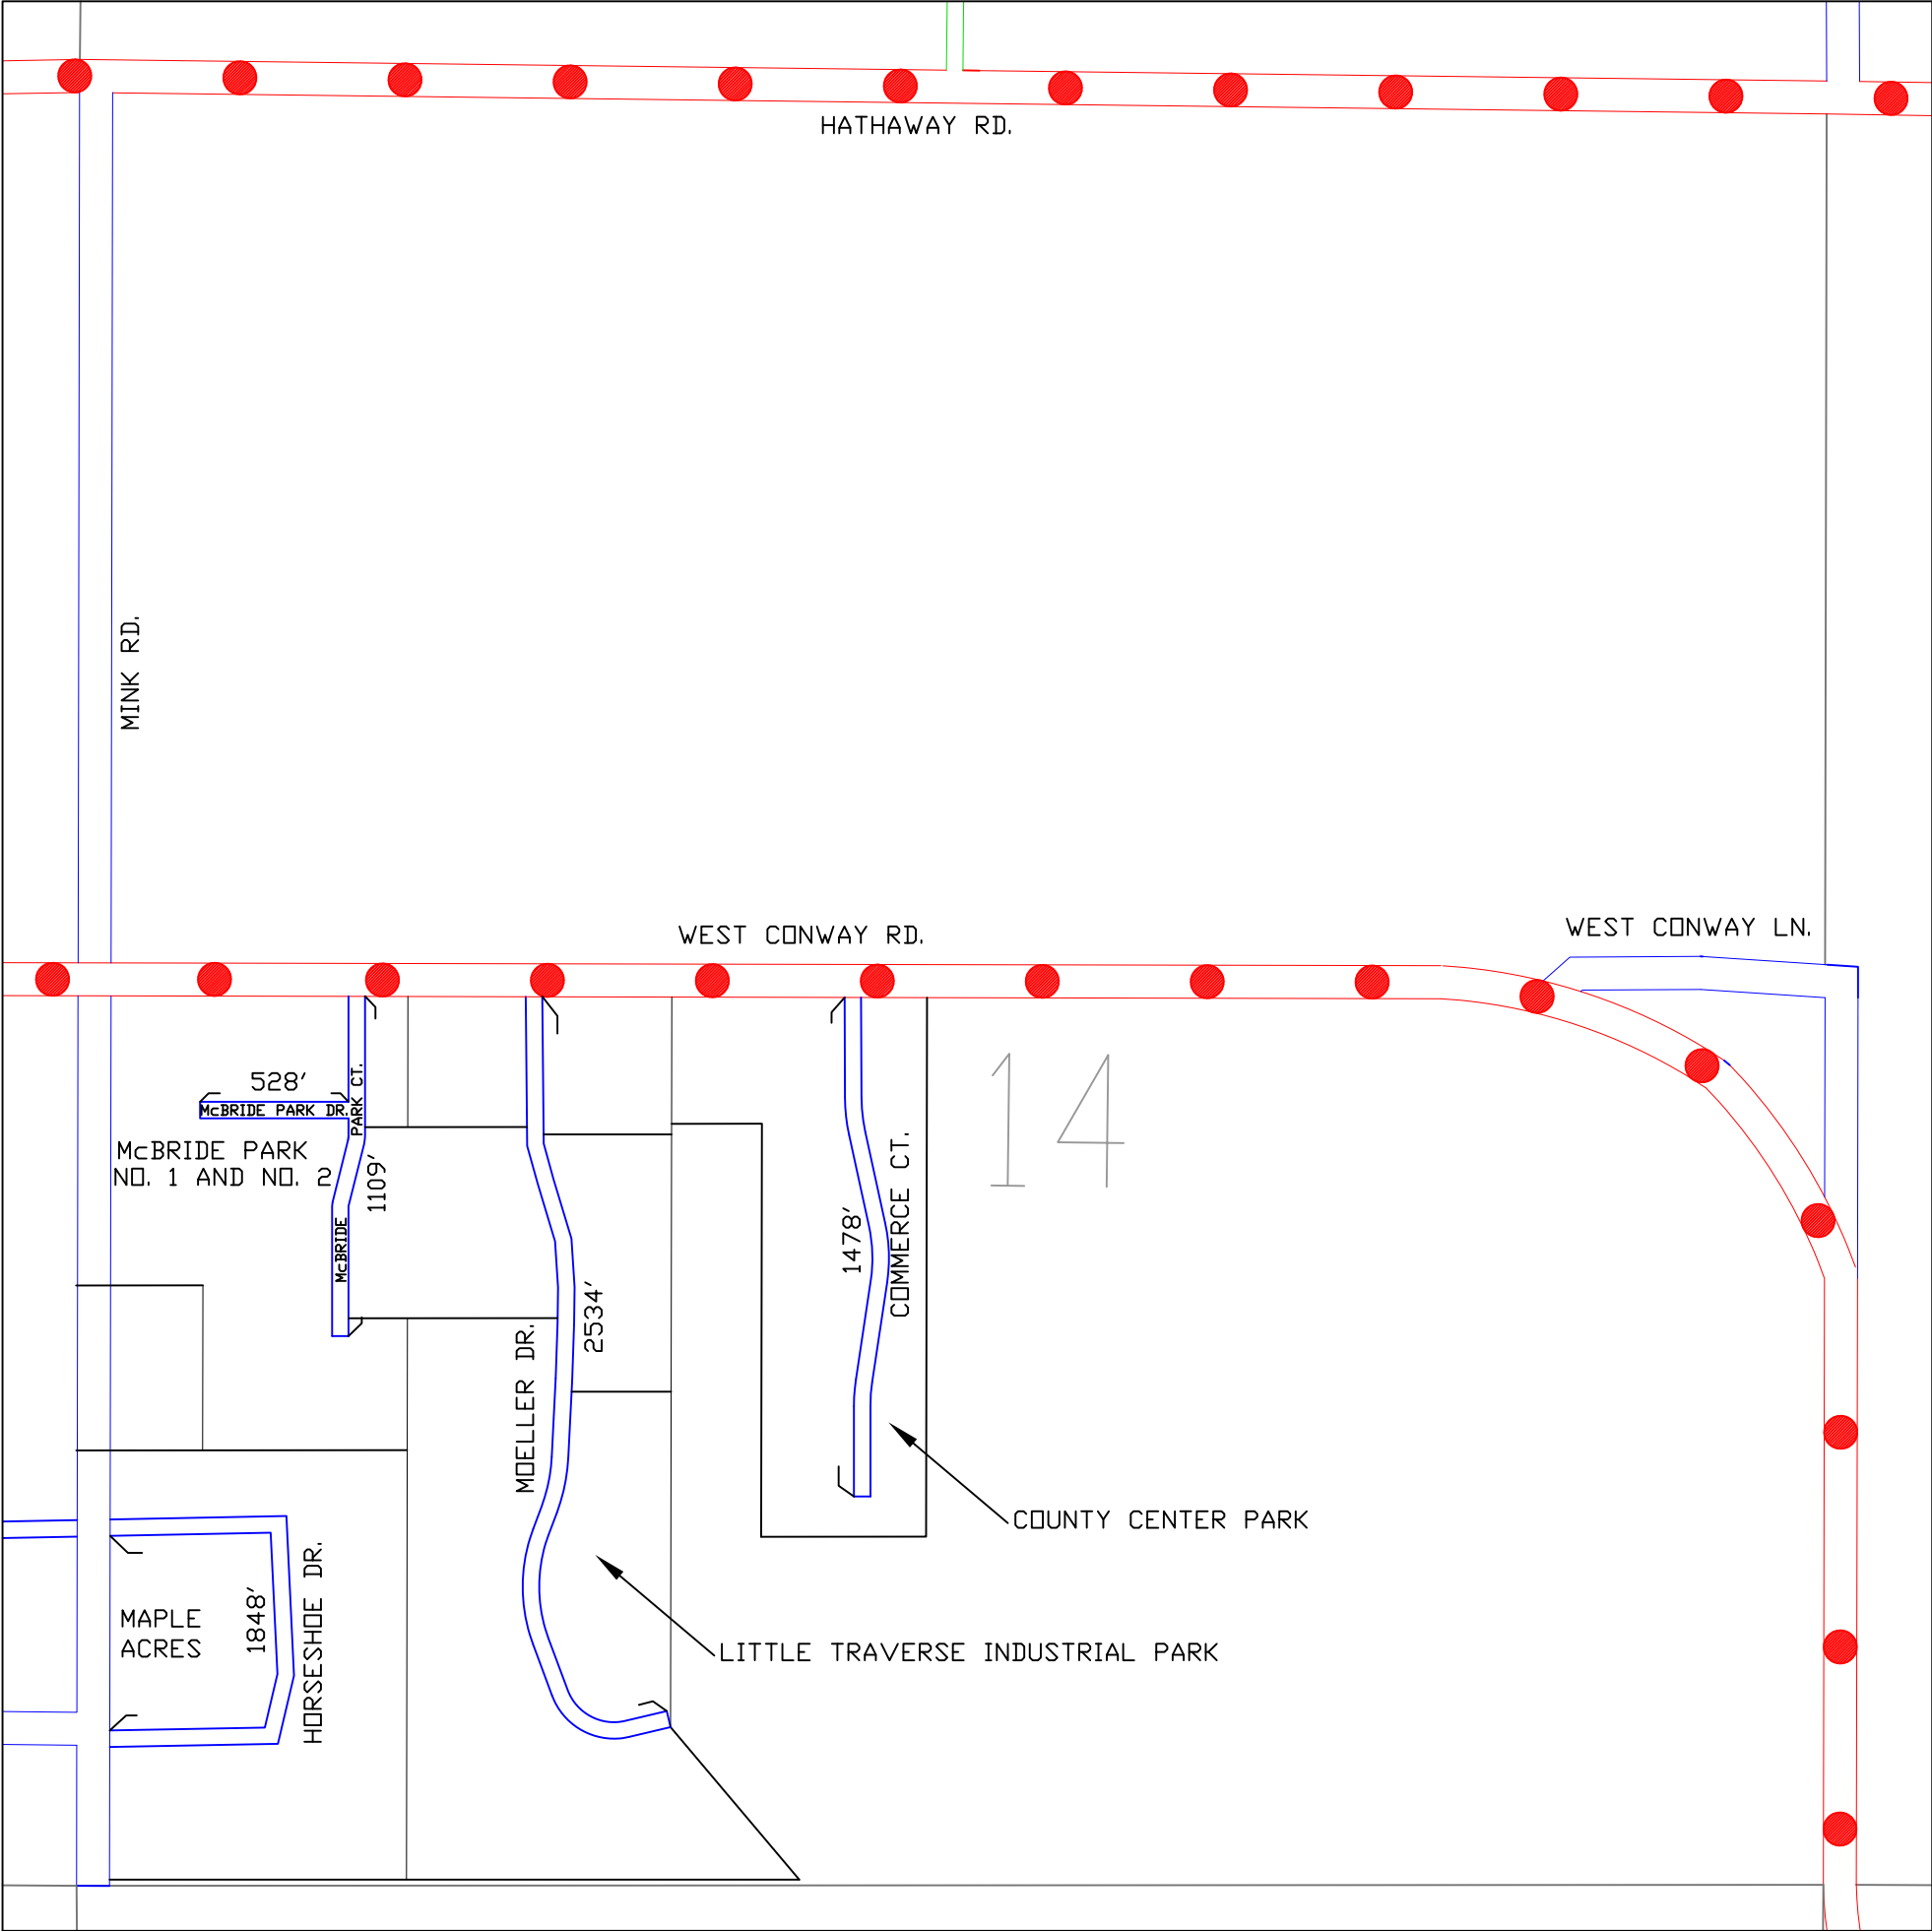 HATHAWAY RD.
MINK RD.
WEST CONWAY RD.
WEST CONWAY LN.
14
528'
McBRIDE PARK DR.
PARK CT.
McBRIDE
McBRIDE PARK
NO. 1 AND NO. 2
1109'
MOELLER DR.
2534'
1478'
COMMERCE CT.
COUNTY CENTER PARK
LITTLE TRAVERSE INDUSTRIAL PARK
MAPLE
ACRES
1848'
HORSESHOE DR.